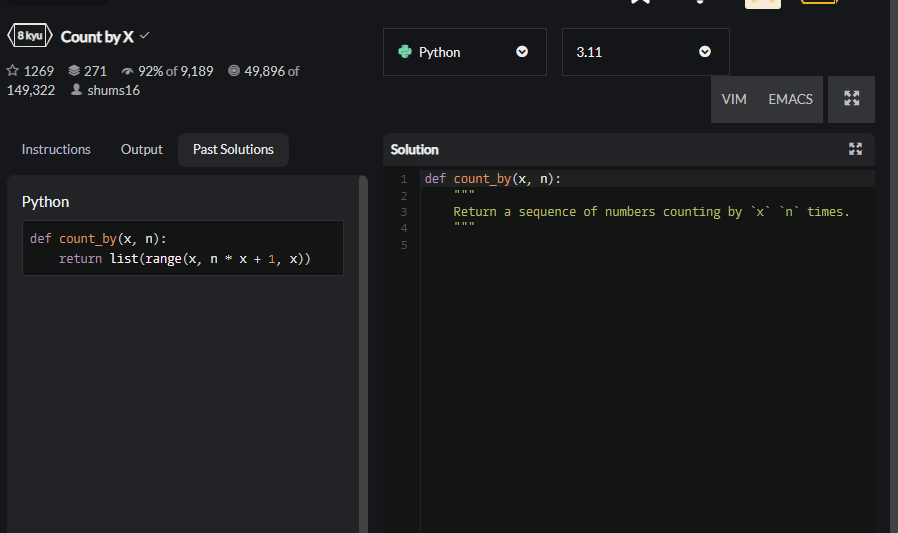 8 kyu Count by X
1269 271 92% of 9,189 49,896 of
149,322 shums16
Python
3.11
VIM EMACS
Instructions Output Past Solutions
Python
def count_by(x, n):
    return list(range(x, n * x + 1, x))
Solution
1 def count_by(x, n):
2     """
3     Return a sequence of numbers counting by `x` `n` times.
4     """
5